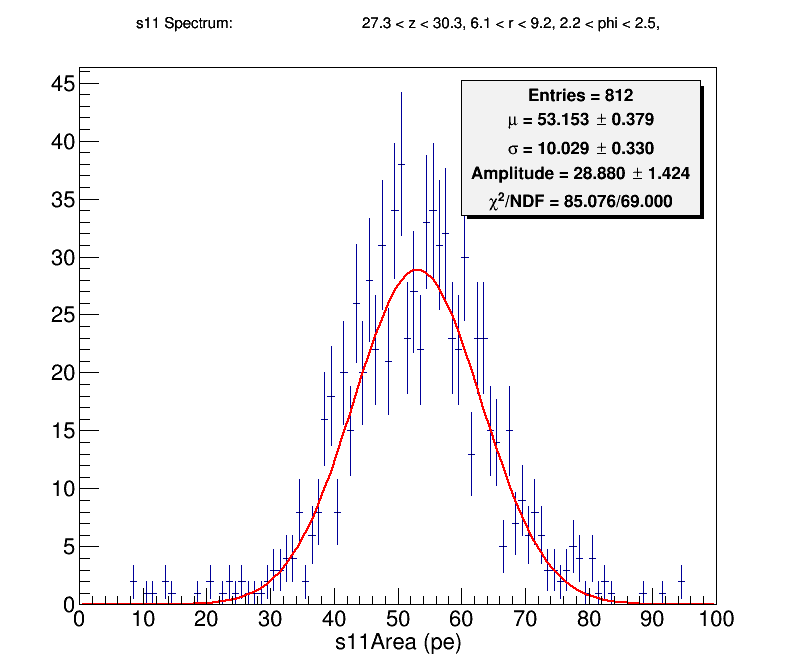 s11 Spectrum: 27.3 < z < 30.3, 6.1 < r < 9.2, 2.2 < phi < 2.5,
Entries = 812
μ = 53.153 ± 0.379
σ = 10.029 ± 0.330
Amplitude = 28.880 ± 1.424
χ²/NDF = 85.076/69.000
45
40
35
30
25
20
15
10
5
0
0 10 20 30 40 50 60 70 80 90 100
s11Area (pe)